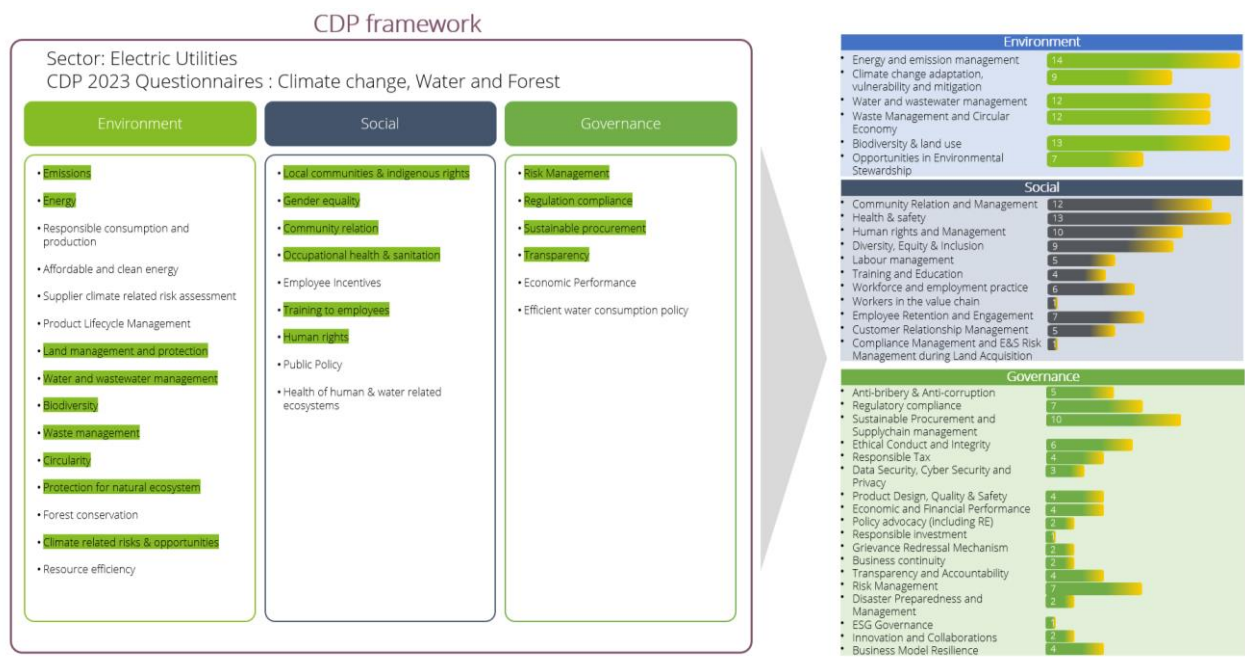 CDP framework
Sector: Electric Utilities
CDP 2023 Questionnaires : Climate change, Water and Forest
Environment
• Emissions
• Energy
• Responsible consumption and
production
• Affordable and clean energy
• Supplier climate related risk assessment
• Product Lifecycle Management
• Land management and protection
• Water and wastewater management
• Biodiversity
• Waste management
• Circularity
• Protection for natural ecosystem
• Forest conservation
• Climate related risks & opportunities
• Resource efficiency
Social
• Local communities & indigenous rights
• Gender equality
• Community relation
• Occupational health & sanitation
• Employee Incentives
• Training to employees
• Human rights
• Public Policy
• Health of human & water related
ecosystems
Governance
• Risk Management
• Regulation compliance
• Sustainable procurement
• Transparency
• Economic Performance
• Efficient water consumption policy
Environment
• Energy and emission management 14
• Climate change adaptation,
vulnerability and mitigation 9
• Water and wastewater management 12
• Waste Management and Circular
Economy 12
• Biodiversity & land use 13
• Opportunities in Environmental
Stewardship 7
Social
• Community Relation and Management 12
• Health & safety 13
• Human rights and Management 10
• Diversity, Equity & Inclusion 9
• Labour management 5
• Training and Education 4
• Workforce and employment practice 6
• Workers in the value chain 1
• Employee Retention and Engagement 7
• Customer Relationship Management 5
• Compliance Management and E&S Risk 1
Management during Land Acquisition
Governance
• Anti-bribery & Anti-corruption 5
• Regulatory compliance 7
• Sustainable Procurement and 10
Supplychain management
• Ethical Conduct and Integrity 6
• Responsible Tax 4
• Data Security, Cyber Security and 3
Privacy
• Product Design, Quality & Safety 4
• Economic and Financial Performance 4
• Policy advocacy (including RE) 2
• Responsible investment 1
• Grievance Redressal Mechanism 2
• Business continuity 2
• Transparency and Accountability 4
• Risk Management 7
• Disaster Preparedness and 2
Management
• ESG Governance 1
• Innovation and Collaborations 2
• Business Model Resilience 4